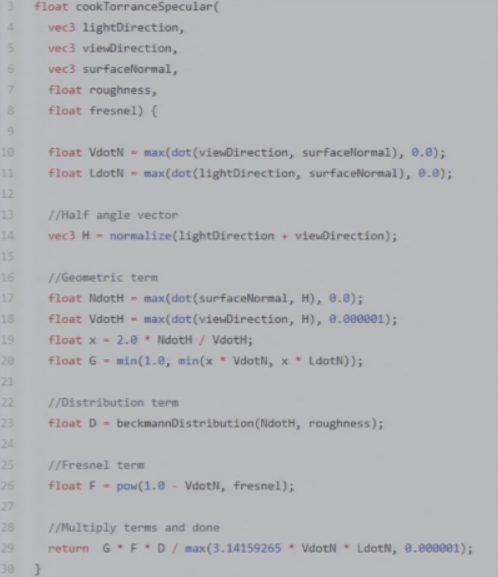 3 float cookTorranceSpecular(
4 vec3 lightDirection,
5 vec3 viewDirection,
6 vec3 surfaceNormal,
7 float roughness,
8 float fresnel) {
9
10 float VdotN = max(dot(viewDirection, surfaceNormal), 0.0);
11 float LdotN = max(dot(lightDirection, surfaceNormal), 0.0);
12
13 //Half angle vector
14 vec3 H = normalize(lightDirection + viewDirection);
15
16 //Geometric term
17 float NdotH = max(dot(surfaceNormal, H), 0.0);
18 float VdotH = max(dot(viewDirection, H), 0.000001);
19 float x = 2.0 * NdotH / VdotH;
20 float G = min(1.0, min(x * VdotN, x * LdotN));
21
22 //Distribution term
23 float D = beckmannDistribution(NdotH, roughness);
24
25 //Fresnel term
26 float F = pow(1.0 - VdotN, fresnel);
27
28 //Multiply terms and done
29 return G * F * D / max(3.14159265 * VdotN * LdotN, 0.000001);
30 }